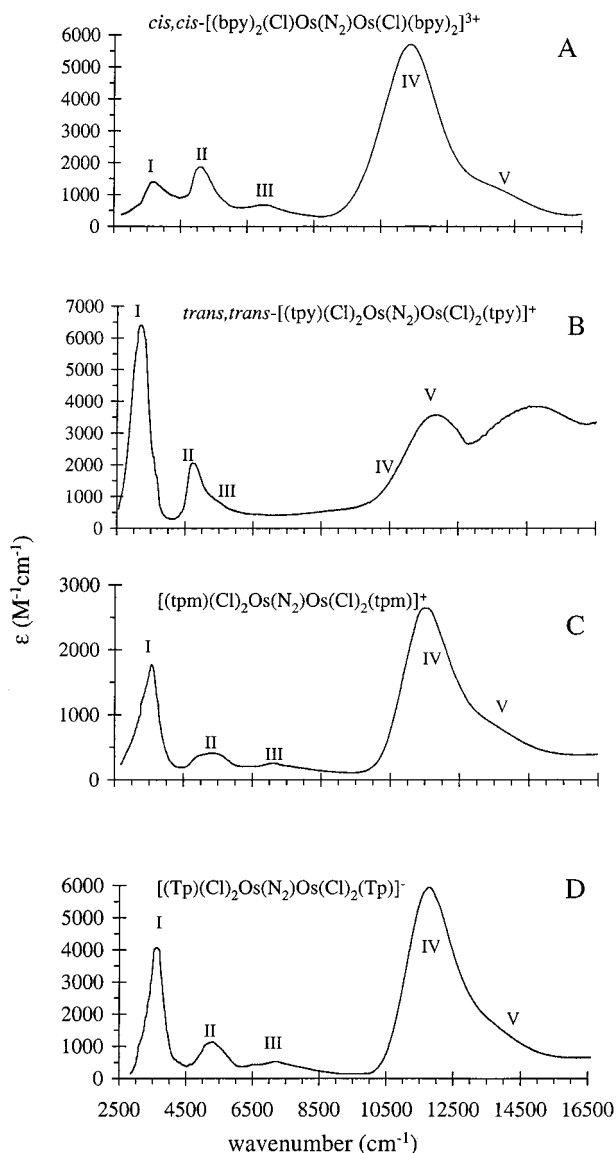 cis,cis-[(bpy)₂(Cl)Os(N₂)Os(Cl)(bpy)₂]³⁺
A
6000
5000
4000
3000
2000
1000
0
I
II
III
IV
V
trans,trans-[(tpy)(Cl)₂Os(N₂)Os(Cl)₂(tpy)]⁺
B
7000
6000
5000
4000
3000
2000
1000
0
I
II
III
IV
V
ε (M⁻¹cm⁻¹)
[(tpm)(Cl)₂Os(N₂)Os(Cl)₂(tpm)]⁺
C
3000
2000
1000
0
I
II
III
IV
V
[(Tp)(Cl)₂Os(N₂)Os(Cl)₂(Tp)]⁻
D
6000
5000
4000
3000
2000
1000
0
I
II
III
IV
V
2500 4500 6500 8500 10500 12500 14500 16500
wavenumber (cm⁻¹)